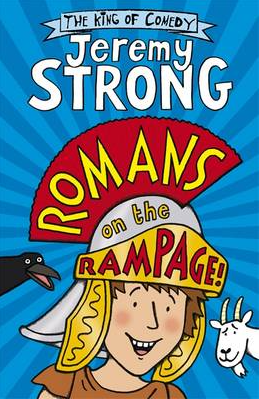 THE KING OF COMEDY
Jeremy
STRONG
ROMANS
on the
RAMPAGE!